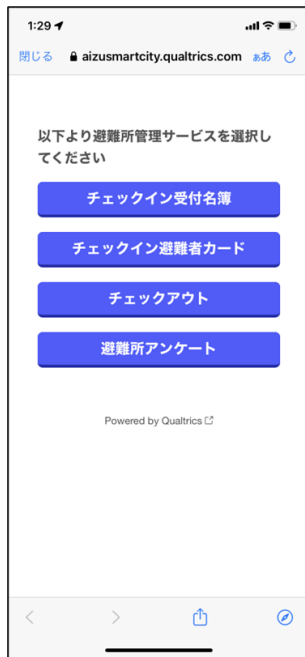 1:29
閉じる aizusmartcity.qualtrics.com ぁあ
以下より避難所管理サービスを選択し
てください
チェックイン受付名簿
チェックイン避難者カード
チェックアウト
避難所アンケート
Powered by Qualtrics